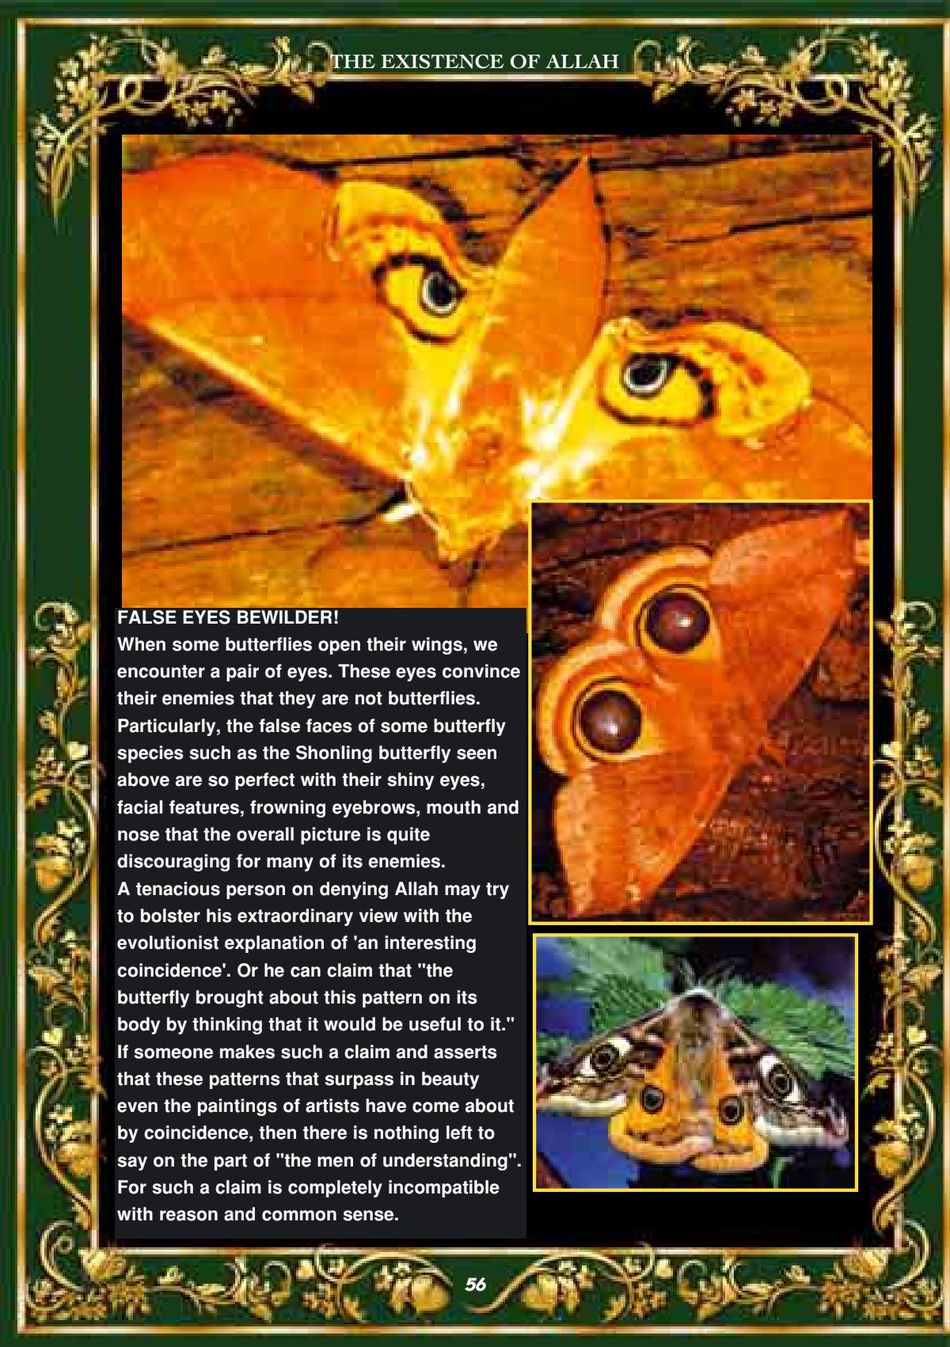 THE EXISTENCE OF ALLAH
FALSE EYES BEWILDER!
When some butterflies open their wings, we
encounter a pair of eyes. These eyes convince
their enemies that they are not butterflies.
Particularly, the false faces of some butterfly
species such as the Shonling butterfly seen
above are so perfect with their shiny eyes,
facial features, frowning eyebrows, mouth and
nose that the overall picture is quite
discouraging for many of its enemies.
A tenacious person on denying Allah may try
to bolster his extraordinary view with the
evolutionist explanation of 'an interesting
coincidence'. Or he can claim that "the
butterfly brought about this pattern on its
body by thinking that it would be useful to it."
If someone makes such a claim and asserts
that these patterns that surpass in beauty
even the paintings of artists have come about
by coincidence, then there is nothing left to
say on the part of "the men of understanding".
For such a claim is completely incompatible
with reason and common sense.
56